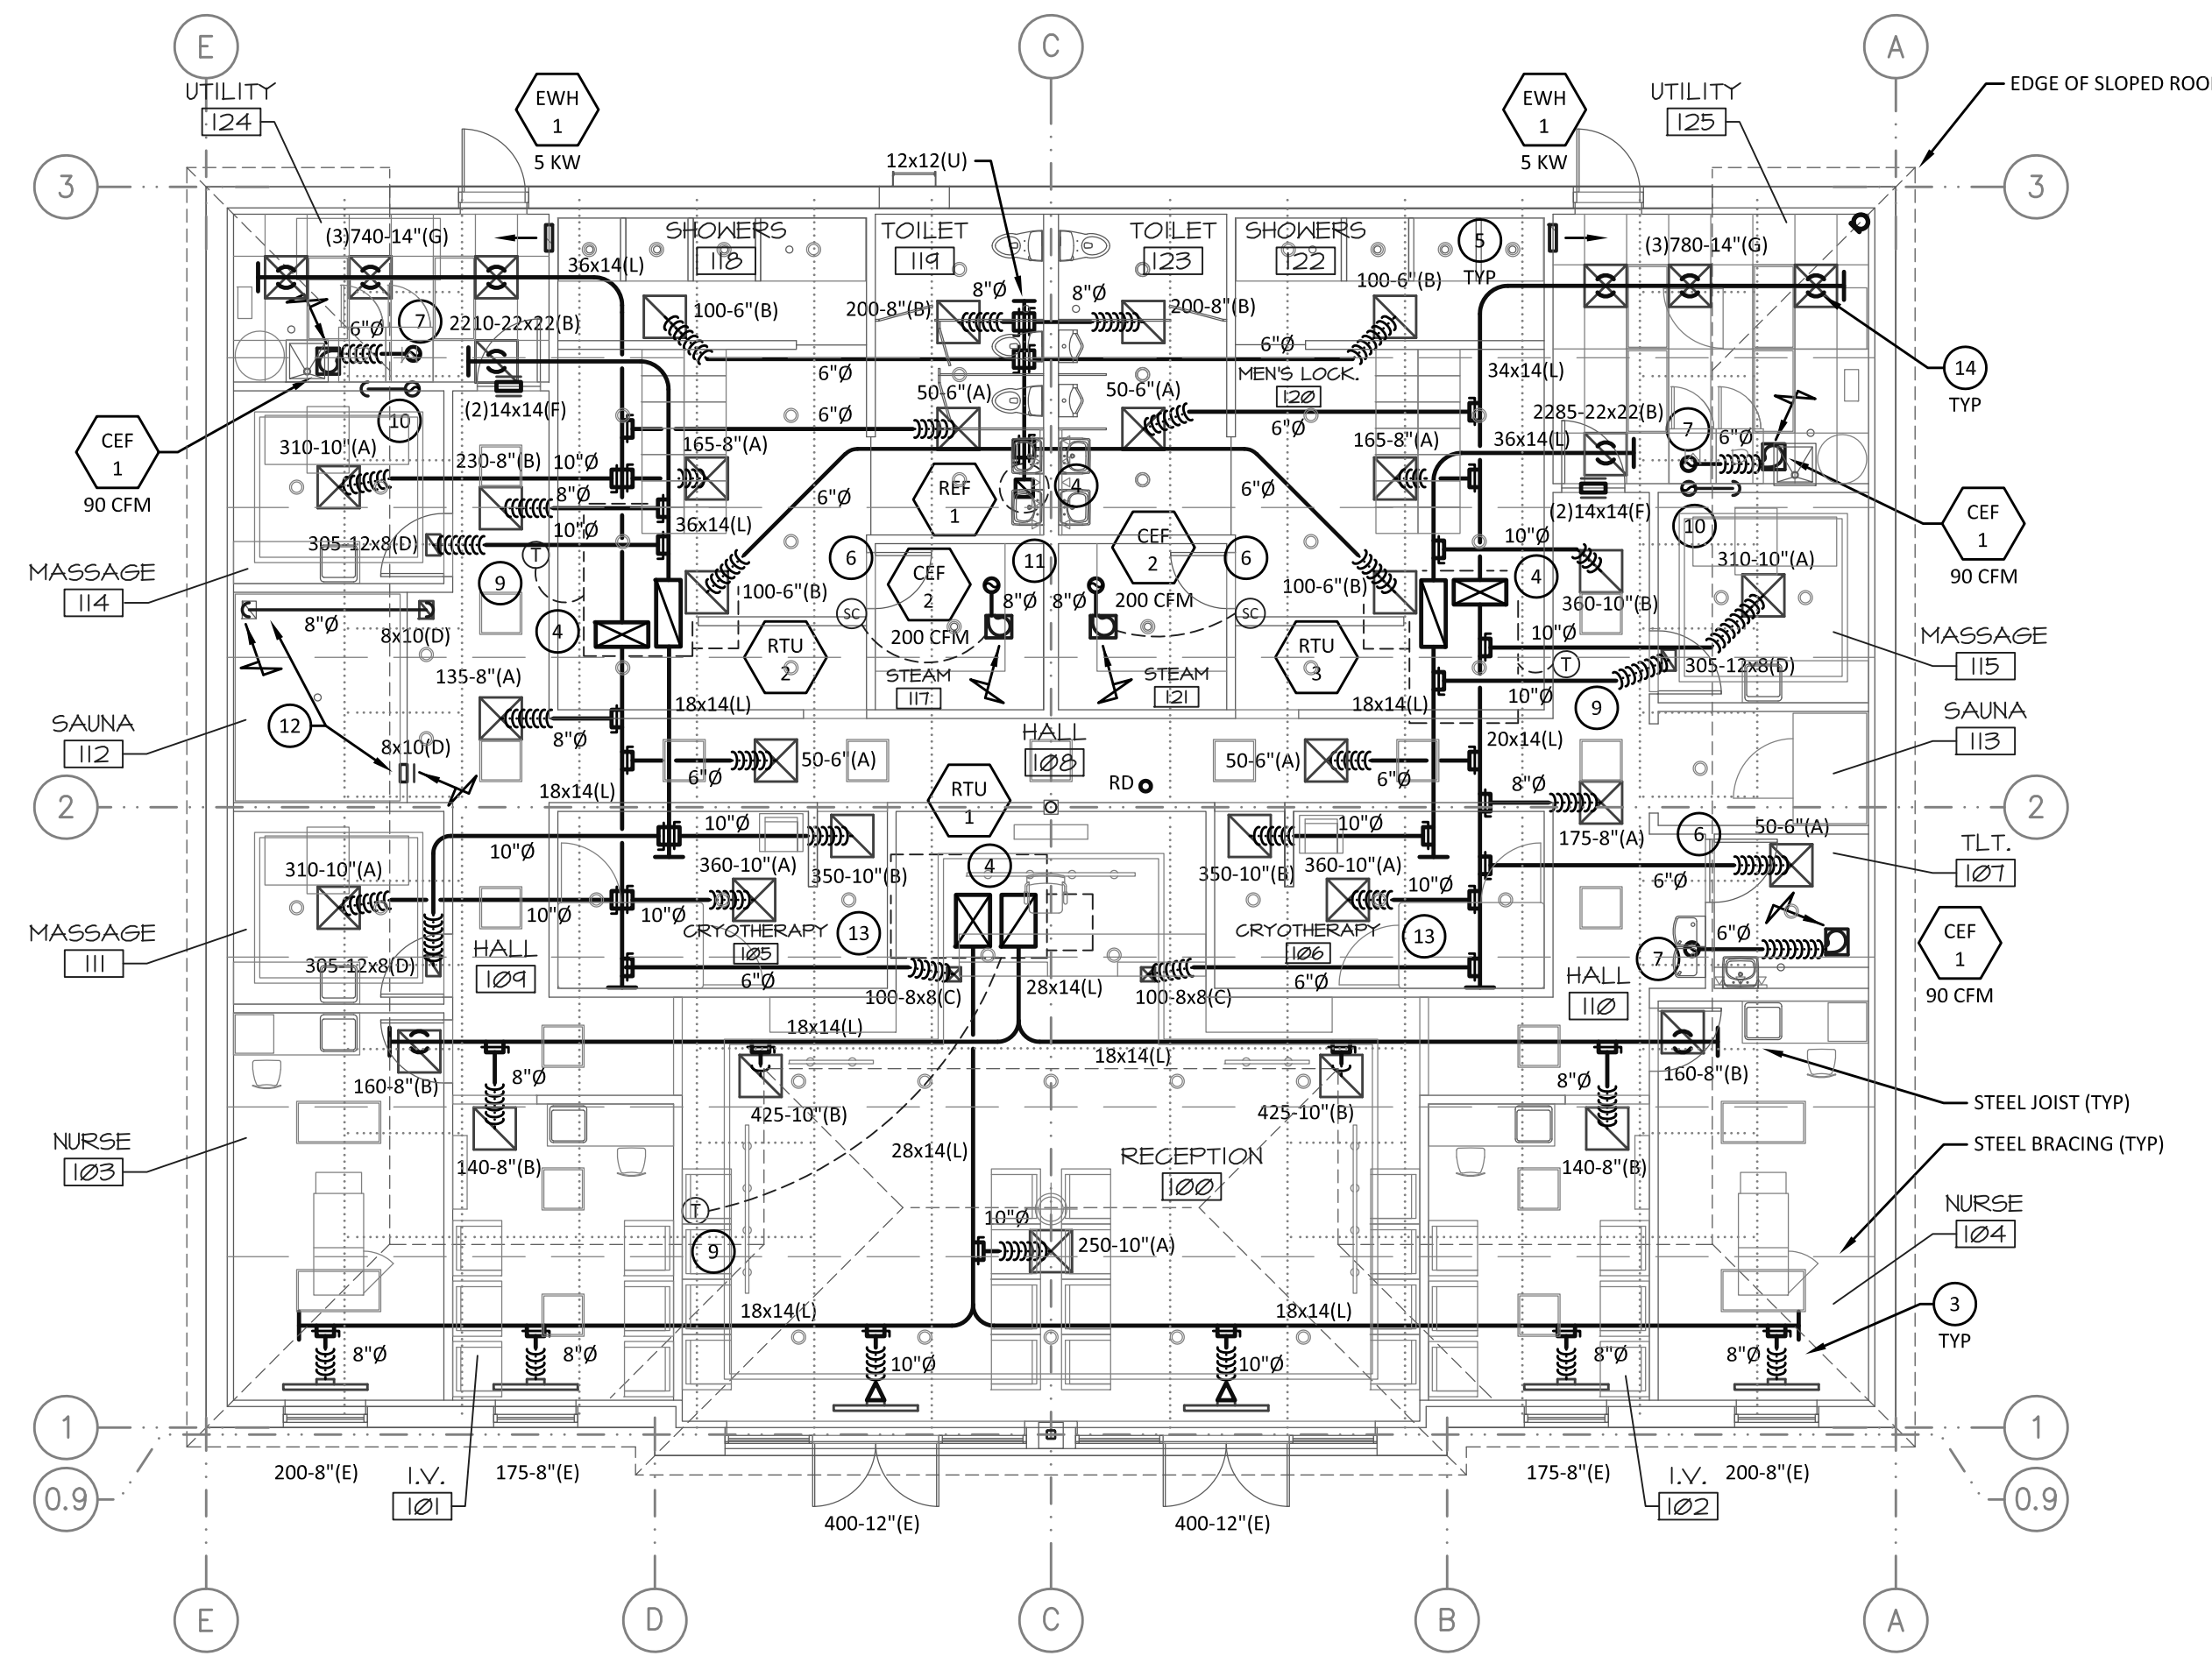 E
C
A
UTILITY
124
EWH
1
5 KW
EWH
1
5 KW
UTILITY
125
EDGE OF SLOPED ROO
3
3
12x12(U)
(3)740-14"(G)
36x14(L)
SHOWERS
118
TOILET
119
TOILET
123
SHOWERS
122
5
TYP
(3)780-14"(G)
7
6"Ø
2210-22x22(B)
100-6"(B)
200-8"(B)
8"Ø
8"Ø
200-8"(B)
100-6"(B)
6"Ø
6"Ø
MEN'S LOCK.
120
34x14(L)
14
TYP
(2)14x14(F)
10
50-6"(A)
50-6"(A)
6"Ø
6"Ø
2285-22x22(B)
7
6"Ø
CEF
1
90 CFM
310-10"(A)
230-8"(B)
10"Ø
165-8"(A)
165-8"(A)
36x14(L)
8"Ø
10"Ø
36x14(L)
6"Ø
REF
1
4
6"Ø
(2)14x14(F)
10
CEF
1
90 CFM
305-12x8(D)
T
9
MASSAGE
114
6
CEF
2
200 CFM
11
CEF
2
200 CFM
6
10"Ø
4
310-10"(A)
8"Ø
8x10(D)
4
100-6"(B)
SC
8"Ø
8"Ø
SC
100-6"(B)
360-10"(B)
10"Ø
T
305-12x8(D)
MASSAGE
115
RTU
2
RTU
3
STEAM
117
STEAM
121
135-8"(A)
18x14(L)
18x14(L)
10"Ø
9
SAUNA
112
12
8x10(D)
8"Ø
HALL
108
20x14(L)
SAUNA
113
6"Ø
50-6"(A)
50-6"(A)
6"Ø
8"Ø
18x14(L)
RTU
1
RD
2
2
10"Ø
10"Ø
10"Ø
175-8"(A)
6
50-6"(A)
TLT.
107
310-10"(A)
360-10"(A)
350-10"(B)
4
350-10"(B)
360-10"(A)
10"Ø
10"Ø
10"Ø
6"Ø
MASSAGE
111
305-12x8(D)
HALL
109
CRYOTHERAPY
105
13
CRYOTHERAPY
106
13
7
6"Ø
CEF
1
90 CFM
6"Ø
100-8x8(C)
28x14(L)
100-8x8(C)
6"Ø
HALL
110
18x14(L)
18x14(L)
160-8"(B)
8"Ø
425-10"(B)
425-10"(B)
8"Ø
160-8"(B)
STEEL JOIST (TYP)
STEEL BRACING (TYP)
NURSE
103
140-8"(B)
28x14(L)
RECEPTION
100
140-8"(B)
NURSE
104
T
9
10"Ø
250-10"(A)
18x14(L)
18x14(L)
3
TYP
8"Ø
8"Ø
10"Ø
10"Ø
8"Ø
8"Ø
1
1
200-8"(E)
I.V.
101
175-8"(E)
175-8"(E)
I.V.
102
200-8"(E)
0.9
0.9
400-12"(E)
400-12"(E)
E
D
C
B
A